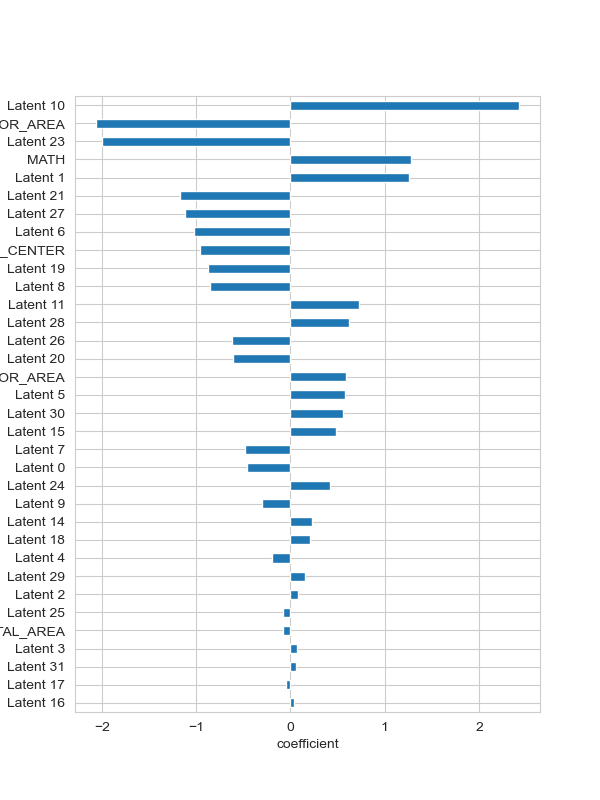 Latent 10
OR_AREA
Latent 23
MATH
Latent 1
Latent 21
Latent 27
Latent 6
_CENTER
Latent 19
Latent 8
Latent 11
Latent 28
Latent 26
Latent 20
OR_AREA
Latent 5
Latent 30
Latent 15
Latent 7
Latent 0
Latent 24
Latent 9
Latent 14
Latent 18
Latent 4
Latent 29
Latent 2
Latent 25
TAL_AREA
Latent 3
Latent 31
Latent 17
Latent 16
−2 −1 0 1 2
coefficient